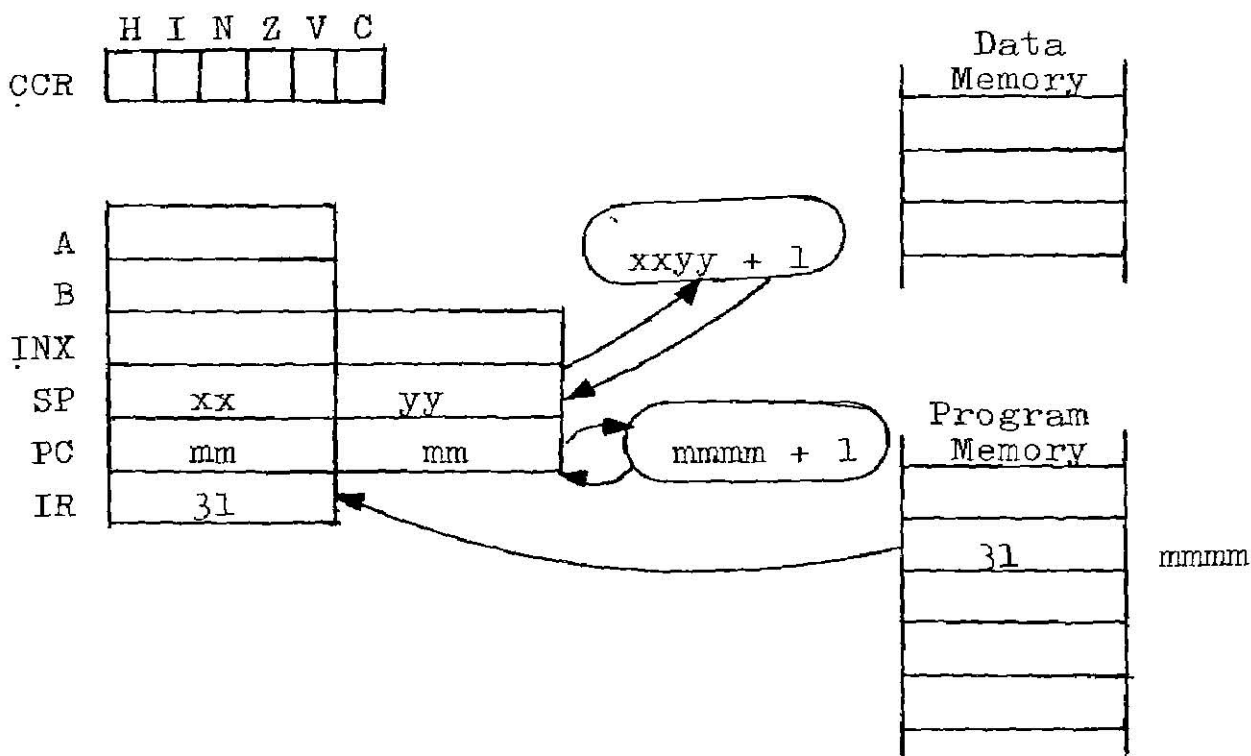 H I N Z V C
CCR
Data
Memory
A
xxyy + 1
B
INX
SP xx yy
PC mm mm
mmmm + 1
Program
Memory
IR 31
31 mmmm